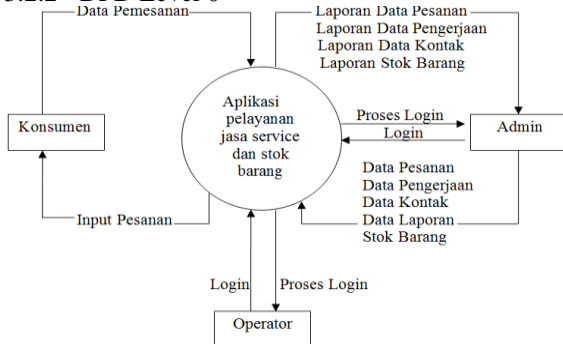 Data Pemesanan
Laporan Data Pesanan
Laporan Data Pengerjaan
Laporan Data Kontak
Laporan Stok Barang
Aplikasi
pelayanan
jasa service
dan stok
barang
Konsumen
Proses Login
Login
Admin
Data Pesanan
Data Pengerjaan
Data Kontak
Data Laporan
Stok Barang
Input Pesanan
Login
Proses Login
Operator